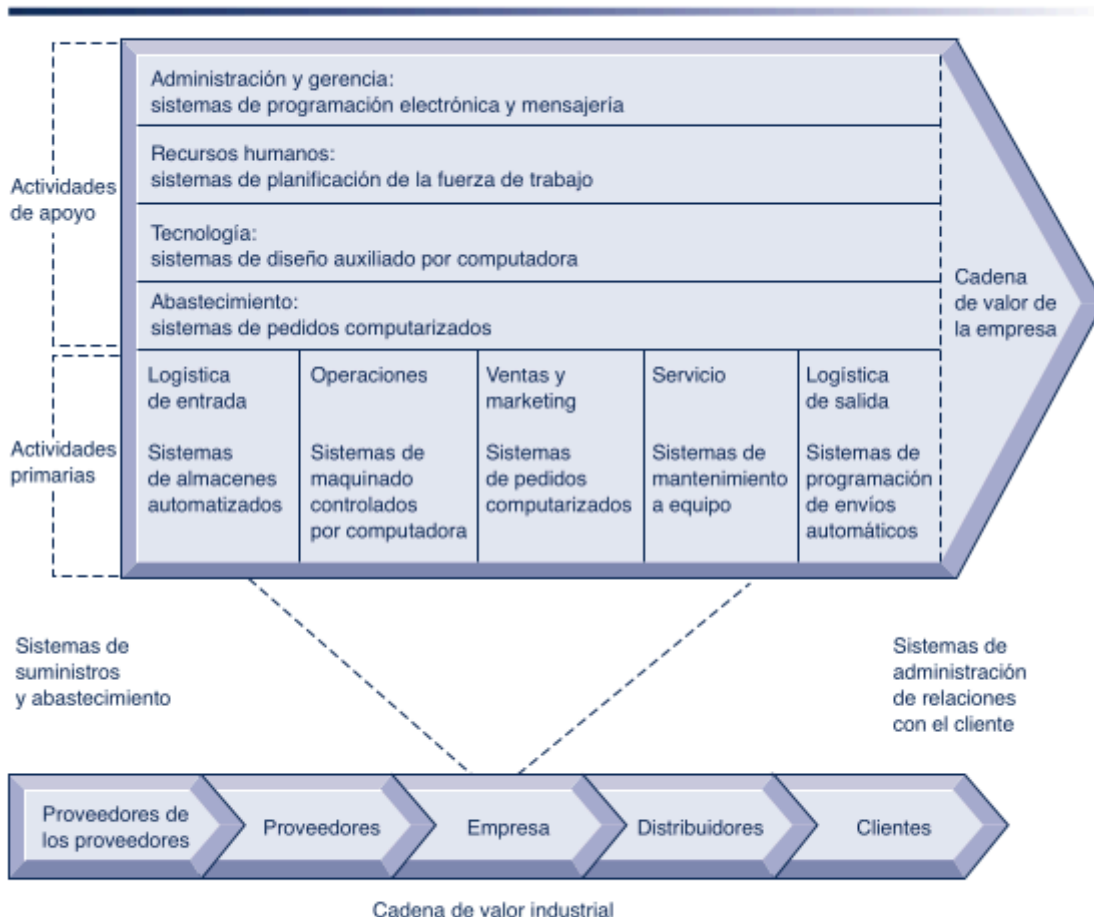 Actividades
de apoyo
Administración y gerencia:
sistemas de programación electrónica y mensajería
Recursos humanos:
sistemas de planificación de la fuerza de trabajo
Tecnología:
sistemas de diseño auxiliado por computadora
Abastecimiento:
sistemas de pedidos computarizados
Cadena
de valor de
la empresa
Actividades
primarias
Logística
de entrada
Sistemas
de almacenes
automatizados
Operaciones
Sistemas de
maquinado
controlados
por computadora
Ventas y
marketing
Sistemas
de pedidos
computarizados
Servicio
Sistemas de
mantenimiento
a equipo
Logística
de salida
Sistemas de
programación
de envíos
automáticos
Sistemas de
suministros
y abastecimiento
Sistemas de
administración
de relaciones
con el cliente
Proveedores de
los proveedores
Proveedores
Empresa
Distribuidores
Clientes
Cadena de valor industrial